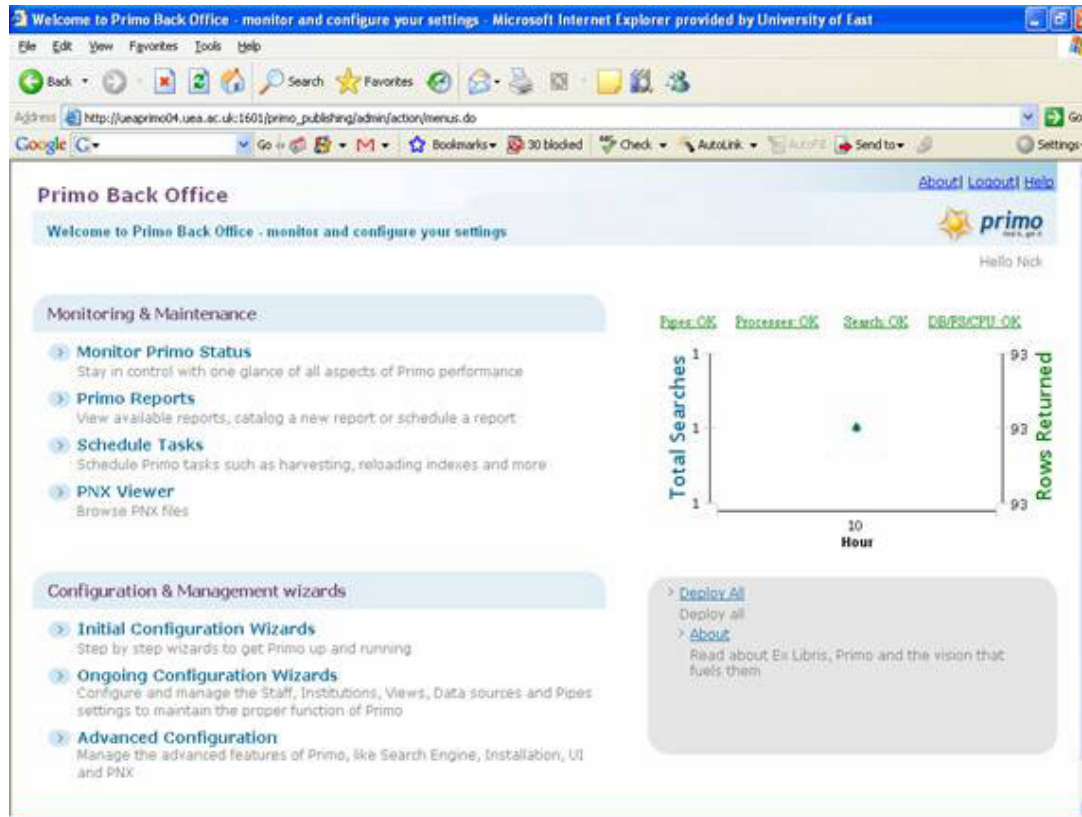 Welcome to Primo Back Office - monitor and configure your settings - Microsoft Internet Explorer provided by University of East
File Edit View Favorites Tools Help
Back Search Favorites
Address http://ueaprimo04.uea.ac.uk:1601/primo_publishing/admin/action/menus.do Go
Google G Go Bookmarks 30 blocked Check AutoLink AutoFill Send to Settings
About| Logout| Help
Primo Back Office
Welcome to Primo Back Office - monitor and configure your settings
primo
find it, get it
Hello Nick
Monitoring & Maintenance
Pipes: OK Processes: OK Search: OK DB/FS/CPU: OK
Monitor Primo Status
Stay in control with one glance of all aspects of Primo performance
Primo Reports
View available reports, catalog a new report or schedule a report
Schedule Tasks
Schedule Primo tasks such as harvesting, reloading indexes and more
PNX Viewer
Browse PNX files
Total Searches
1
1
1
93
93
93
Rows Returned
10
Hour
Configuration & Management wizards
Initial Configuration Wizards
Step by step wizards to get Primo up and running
Ongoing Configuration Wizards
Configure and manage the Staff, Institutions, Views, Data sources and Pipes
settings to maintain the proper function of Primo
Advanced Configuration
Manage the advanced features of Primo, like Search Engine, Installation, UI
and PNX
Deploy All
Deploy all
About
Read about Ex Libris, Primo and the vision that
fuels them